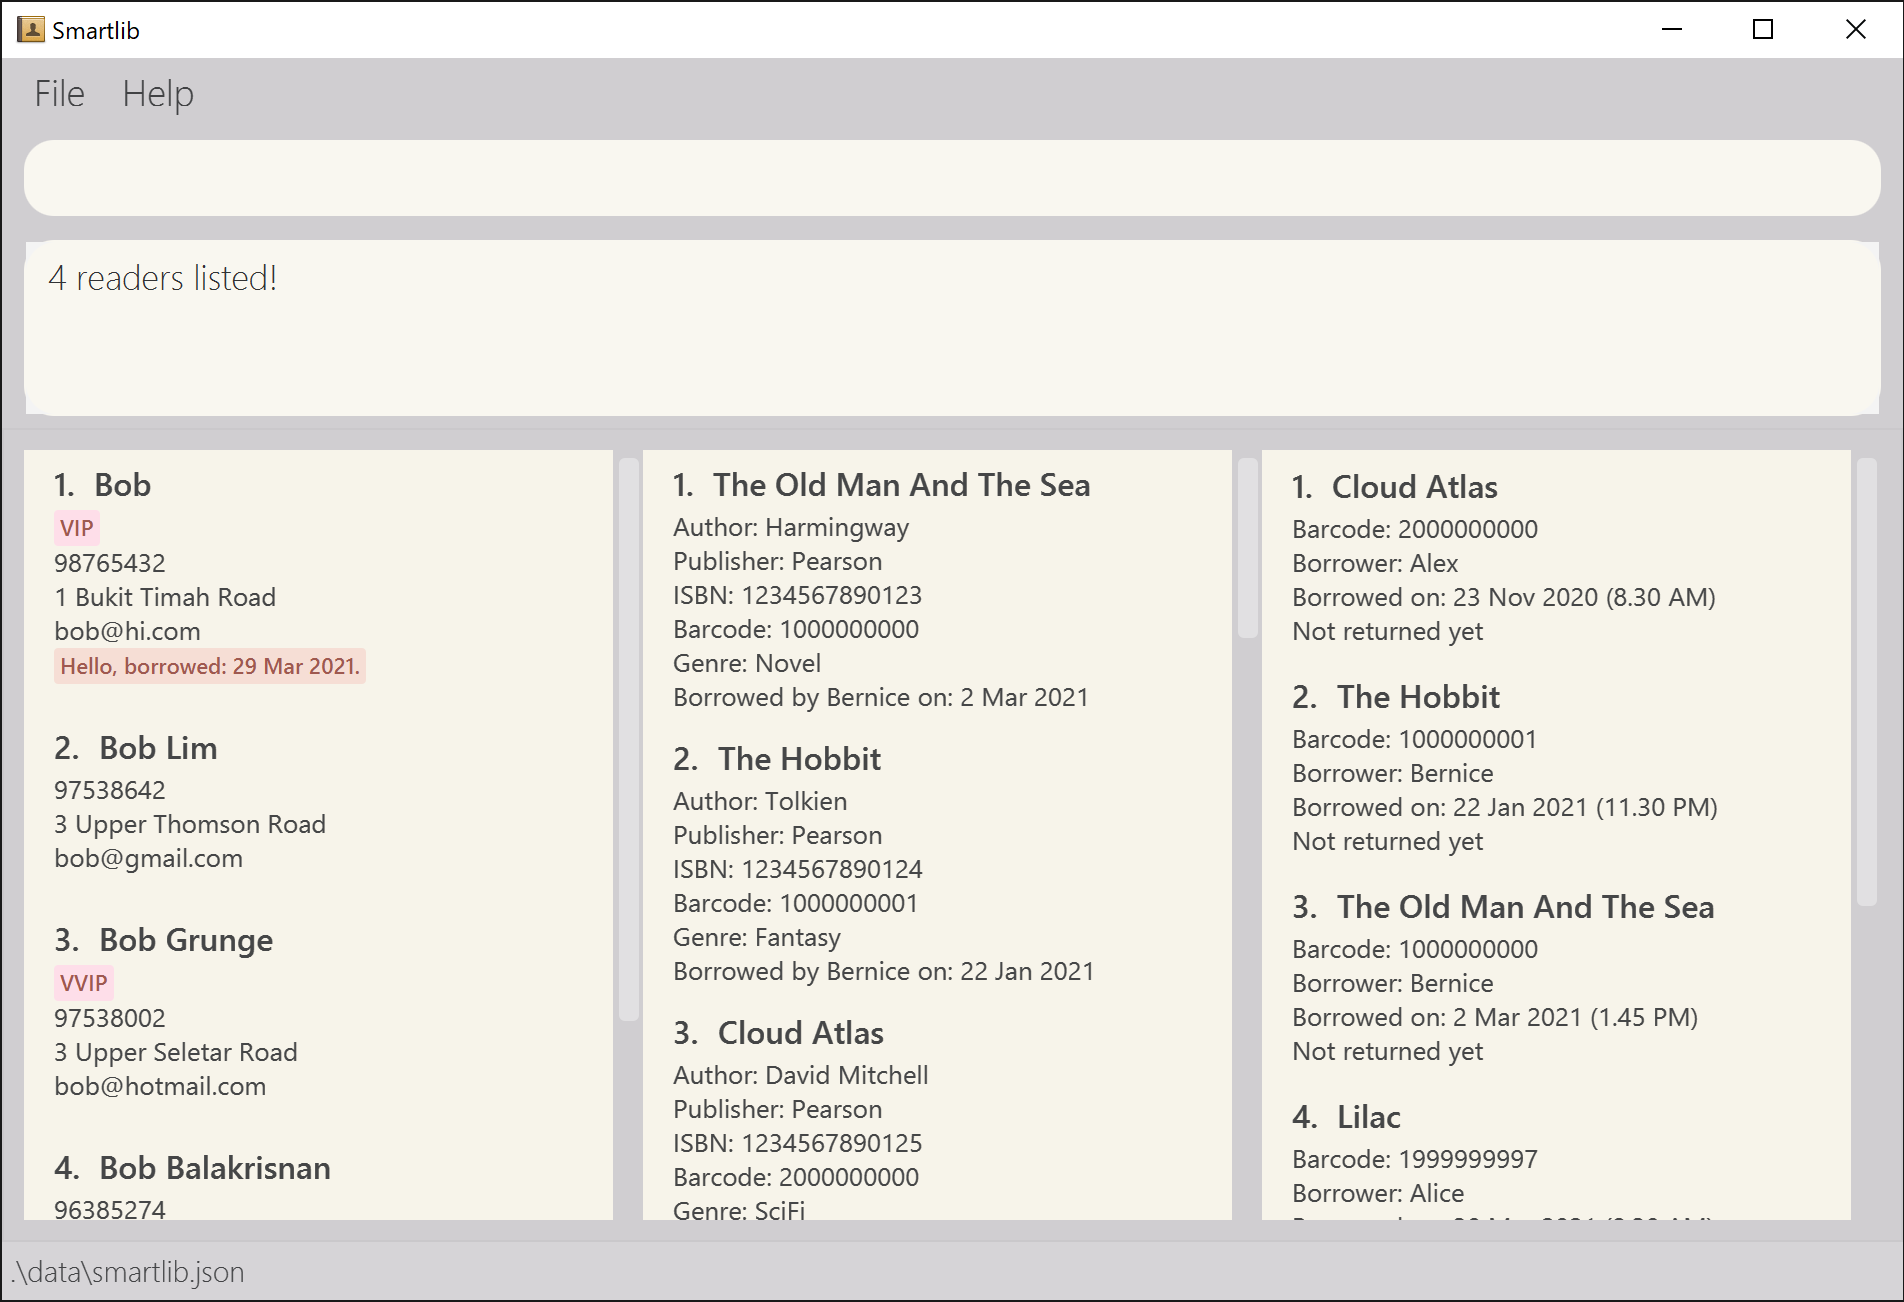 Smartlib
File Help
4 readers listed!
1. Bob
VIP
98765432
1 Bukit Timah Road
bob@hi.com
Hello, borrowed: 29 Mar 2021.
2. Bob Lim
97538642
3 Upper Thomson Road
bob@gmail.com
3. Bob Grunge
VVIP
97538002
3 Upper Seletar Road
bob@hotmail.com
4. Bob Balakrisnan
96385274
1. The Old Man And The Sea
Author: Harmingway
Publisher: Pearson
ISBN: 1234567890123
Barcode: 1000000000
Genre: Novel
Borrowed by Bernice on: 2 Mar 2021
2. The Hobbit
Author: Tolkien
Publisher: Pearson
ISBN: 1234567890124
Barcode: 1000000001
Genre: Fantasy
Borrowed by Bernice on: 22 Jan 2021
3. Cloud Atlas
Author: David Mitchell
Publisher: Pearson
ISBN: 1234567890125
Barcode: 2000000000
Genre: SciFi
1. Cloud Atlas
Barcode: 2000000000
Borrower: Alex
Borrowed on: 23 Nov 2020 (8.30 AM)
Not returned yet
2. The Hobbit
Barcode: 1000000001
Borrower: Bernice
Borrowed on: 22 Jan 2021 (11.30 PM)
Not returned yet
3. The Old Man And The Sea
Barcode: 1000000000
Borrower: Bernice
Borrowed on: 2 Mar 2021 (1.45 PM)
Not returned yet
4. Lilac
Barcode: 1999999997
Borrower: Alice
.\data\smartlib.json